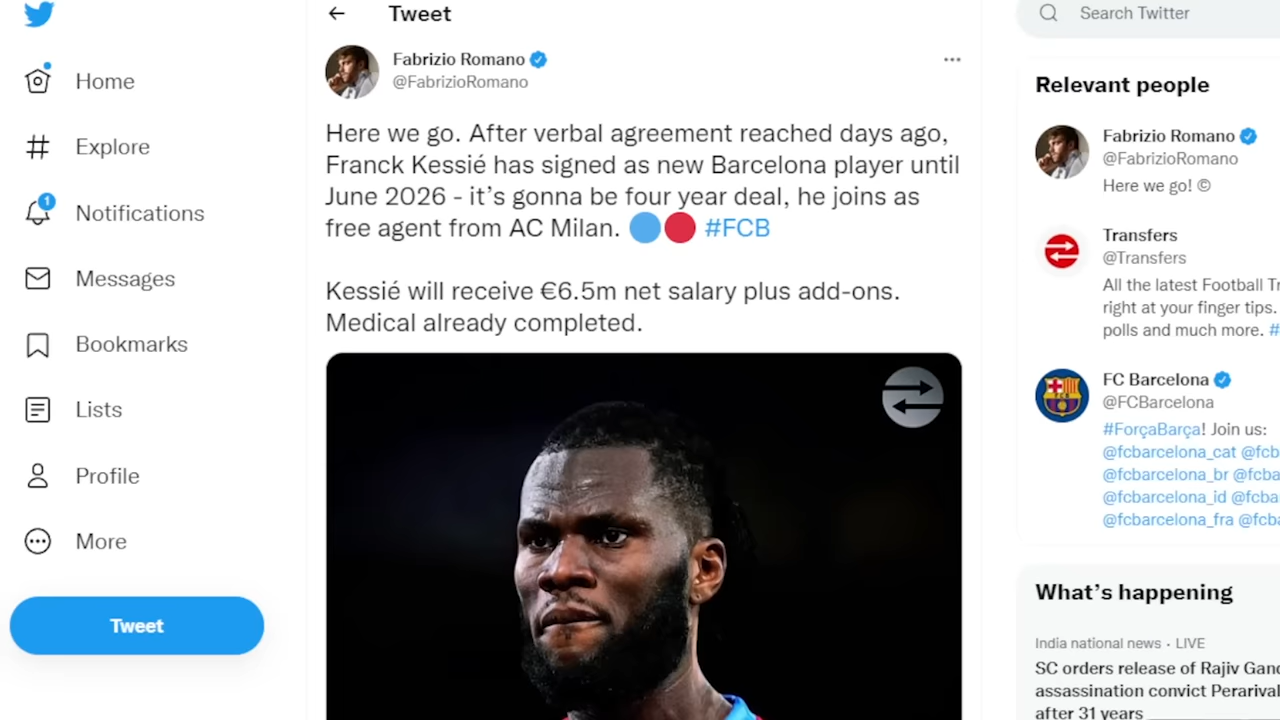 Tweet
Search Twitter
Home
Explore
1
Notifications
Messages
Bookmarks
Lists
Profile
More
Tweet
Fabrizio Romano
@FabrizioRomano
Here we go. After verbal agreement reached days ago,
Franck Kessié has signed as new Barcelona player until
June 2026 - it’s gonna be four year deal, he joins as
free agent from AC Milan. 🔵🔴 #FCB
Kessié will receive €6.5m net salary plus add-ons.
Medical already completed.
Relevant people
Fabrizio Romano
@FabrizioRomano
Here we go! ©
Transfers
@Transfers
All the latest Football Tr
right at your finger tips.
polls and much more. #
FC Barcelona
@FCBarcelona
#ForçaBarça! Join us:
@fcbarcelona_cat @fcb
@fcbarcelona_br @fcba
@fcbarcelona_id @fcba
@fcbarcelona_fra @fcb
What’s happening
India national news · LIVE
SC orders release of Rajiv Gand
assassination convict Perarival
after 31 years